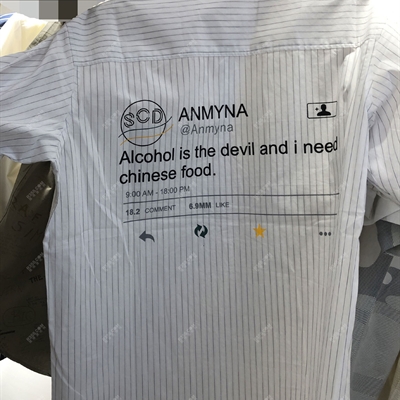 SCD
ANMYNA
@Anmyna
Alcohol is the devil and i need
chinese food.
9:00 AM - 18:00 PM
18.2 COMMENT 6.9MM LIKE